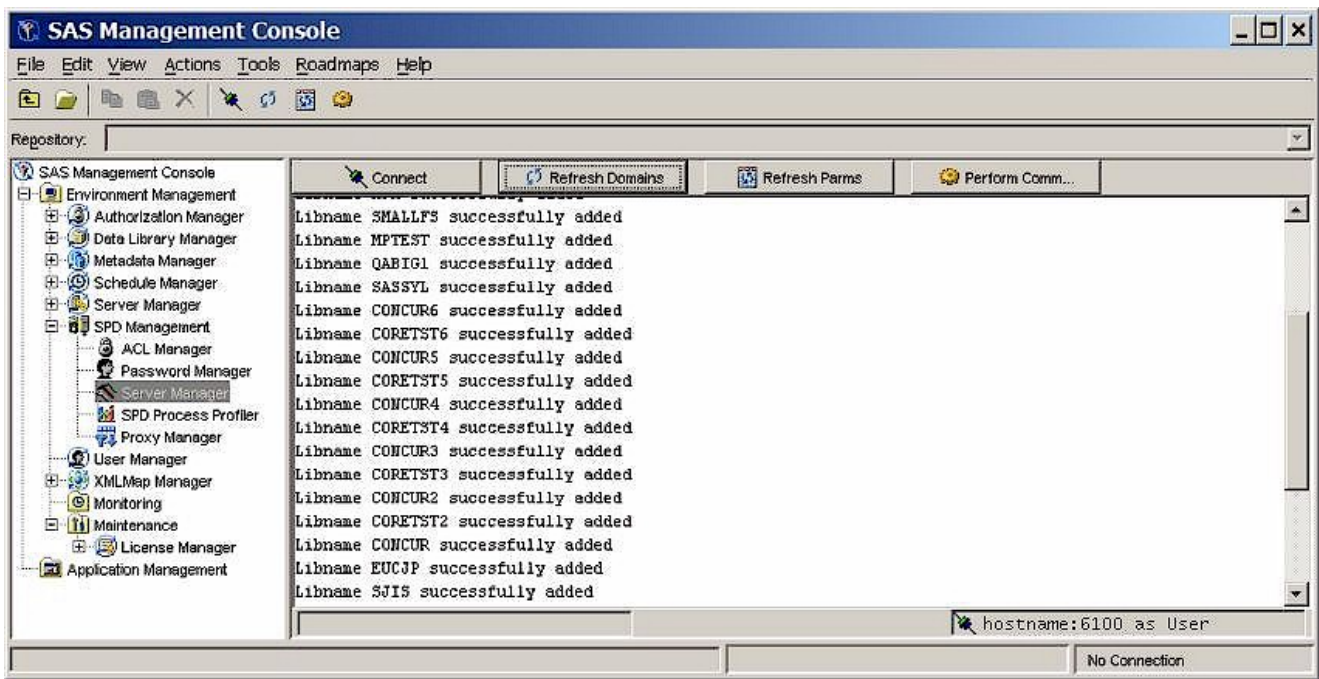 SAS Management Console
File Edit View Actions Tools Roadmaps Help
Repository:
SAS Management Console
Environment Management
Authorization Manager
Data Library Manager
Metadata Manager
Schedule Manager
Server Manager
SPD Management
ACL Manager
Password Manager
Server Manager
SPD Process Profiler
Proxy Manager
User Manager
XMLMap Manager
Monitoring
Maintenance
License Manager
Application Management
Connect Refresh Domains Refresh Parms Perform Comm...
Libname SMALLFS successfully added
Libname MPTEST successfully added
Libname QABIG1 successfully added
Libname SASSYL successfully added
Libname CONCUR6 successfully added
Libname CORETST6 successfully added
Libname CONCUR5 successfully added
Libname CORETST5 successfully added
Libname CONCUR4 successfully added
Libname CORETST4 successfully added
Libname CONCUR3 successfully added
Libname CORETST3 successfully added
Libname CONCUR2 successfully added
Libname CORETST2 successfully added
Libname CONCUR successfully added
Libname EUCJP successfully added
Libname SJIS successfully added
hostname:6100 as User
No Connection